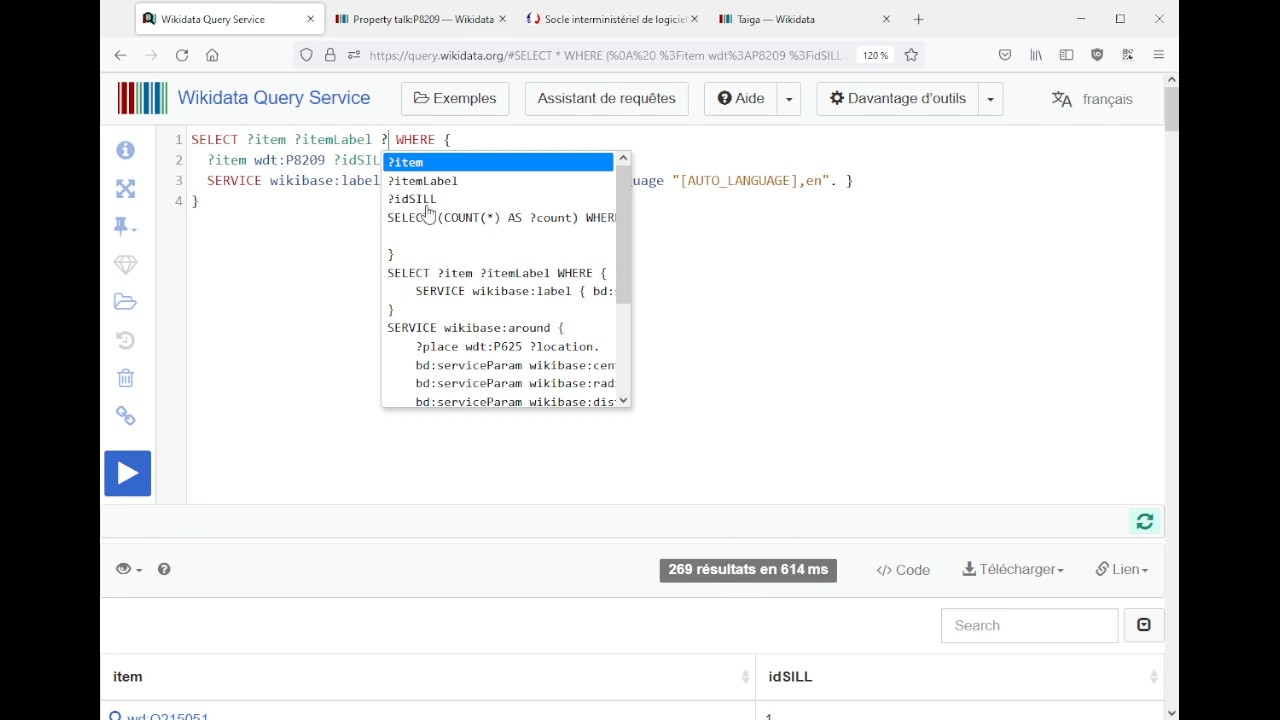 Wikidata Query Service
Property talk:P8209 — Wikidata
Socle interministériel de logiciel
Taiga — Wikidata
https://query.wikidata.org/#SELECT * WHERE {%0A%20 %3Fitem wdt%3AP8209 %3FidSILL
120 %
Wikidata Query Service
Exemples
Assistant de requêtes
Aide
Davantage d'outils
français
1 SELECT ?item ?itemLabel ? WHERE {
2 ?item wdt:P8209 ?idSIL
3 SERVICE wikibase:label uage "[AUTO_LANGUAGE],en". }
4 }
?item
?itemLabel
?idSILL
SELECT (COUNT(*) AS ?count) WHER
}
SELECT ?item ?itemLabel WHERE {
SERVICE wikibase:label { bd:
}
SERVICE wikibase:around {
?place wdt:P625 ?location.
bd:serviceParam wikibase:cen
bd:serviceParam wikibase:rad
bd:serviceParam wikibase:dis
269 résultats en 614 ms
</> Code
Télécharger
Lien
Search
item
idSILL
wd:Q215051
1